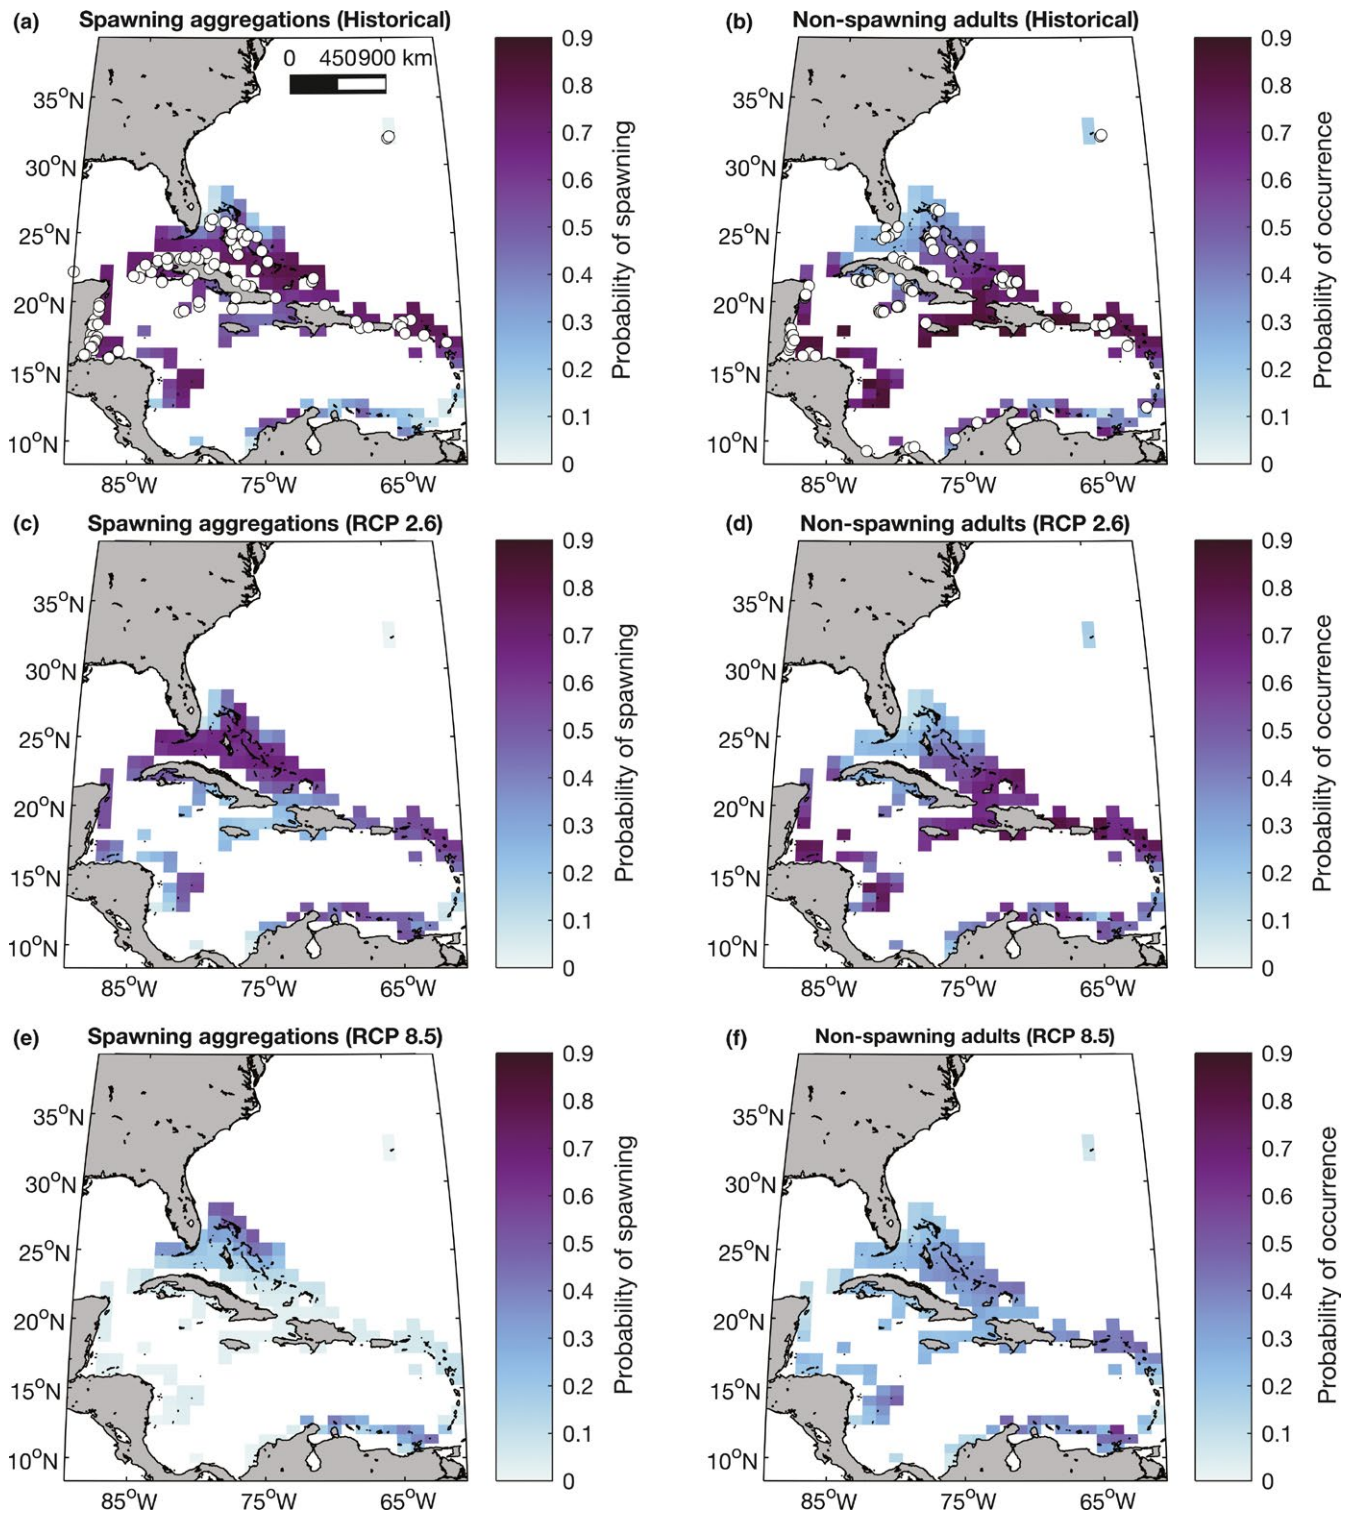 (a) Spawning aggregations (Historical)
0 450900 km
35°N
30°N
25°N
20°N
15°N
10°N
85°W 75°W 65°W
0.9
0.8
0.7
0.6
0.5
0.4
0.3
0.2
0.1
0
Probability of spawning
(b) Non-spawning adults (Historical)
35°N
30°N
25°N
20°N
15°N
10°N
85°W 75°W 65°W
0.9
0.8
0.7
0.6
0.5
0.4
0.3
0.2
0.1
0
Probability of occurrence
(c) Spawning aggregations (RCP 2.6)
35°N
30°N
25°N
20°N
15°N
10°N
85°W 75°W 65°W
0.9
0.8
0.7
0.6
0.5
0.4
0.3
0.2
0.1
0
Probability of spawning
(d) Non-spawning adults (RCP 2.6)
35°N
30°N
25°N
20°N
15°N
10°N
85°W 75°W 65°W
0.9
0.8
0.7
0.6
0.5
0.4
0.3
0.2
0.1
0
Probability of occurrence
(e) Spawning aggregations (RCP 8.5)
35°N
30°N
25°N
20°N
15°N
10°N
85°W 75°W 65°W
0.9
0.8
0.7
0.6
0.5
0.4
0.3
0.2
0.1
0
Probability of spawning
(f) Non-spawning adults (RCP 8.5)
35°N
30°N
25°N
20°N
15°N
10°N
85°W 75°W 65°W
0.9
0.8
0.7
0.6
0.5
0.4
0.3
0.2
0.1
0
Probability of occurrence